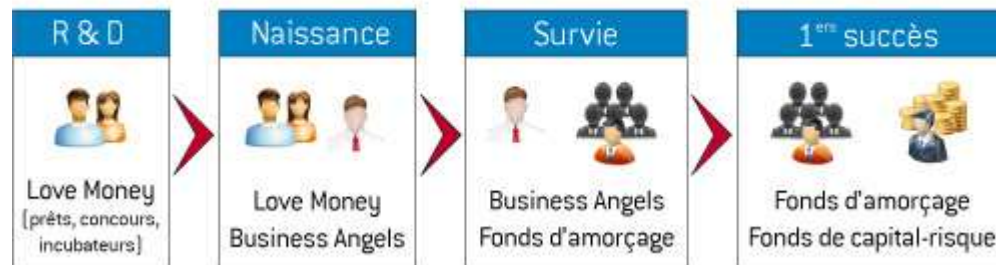 R & D
Love Money
(prêts, concours,
incubateurs)
Naissance
Love Money
Business Angels
Survie
Business Angels
Fonds d'amorçage
1ers succès
Fonds d'amorçage
Fonds de capital-risque